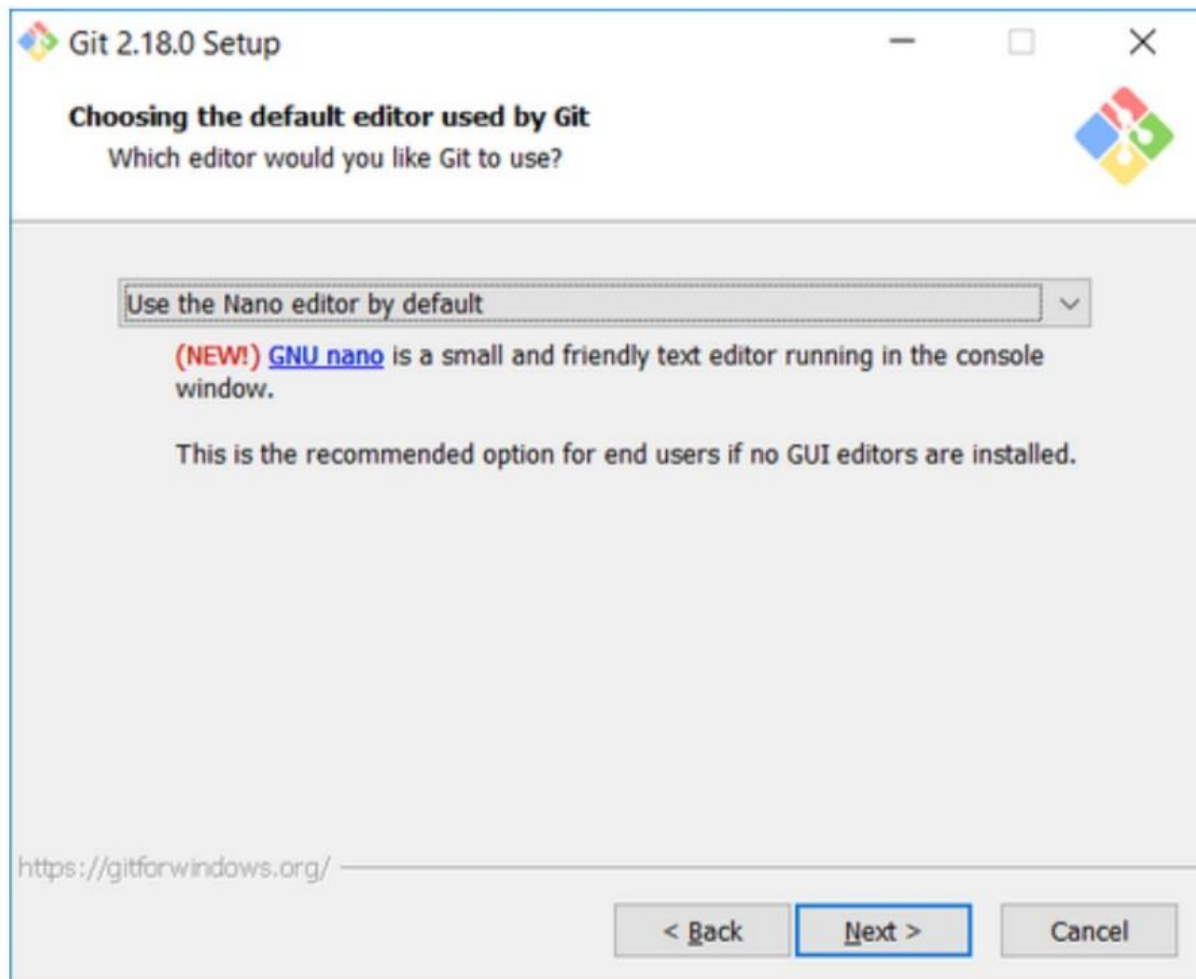 Git 2.18.0 Setup
Choosing the default editor used by Git
Which editor would you like Git to use?
Use the Nano editor by default
(NEW!) GNU nano is a small and friendly text editor running in the console
window.
This is the recommended option for end users if no GUI editors are installed.
https://gitforwindows.org/
< Back Next > Cancel